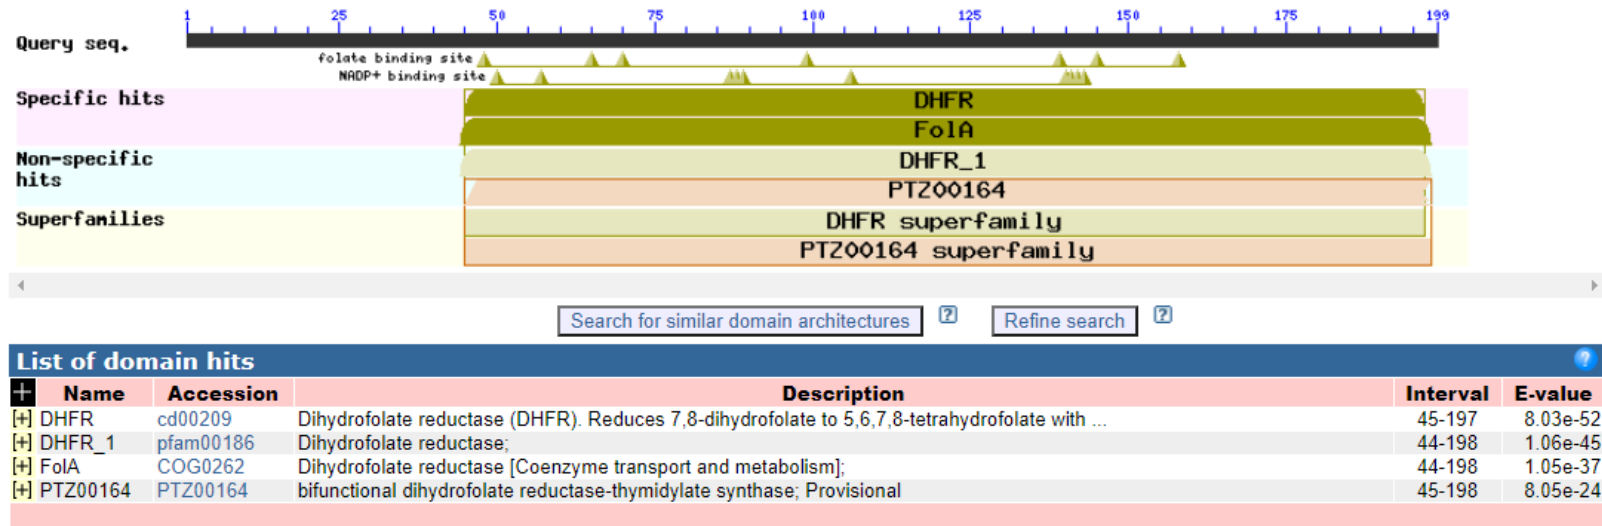 1 25 50 75 100 125 150 175 199
Query seq.
folate binding site
NADP+ binding site
Specific hits
DHFR
FolA
Non-specific
hits
DHFR_1
PTZ00164
Superfamilies
DHFR superfamily
PTZ00164 superfamily
Search for similar domain architectures ? Refine search ?
List of domain hits ?
+ Name Accession Description Interval E-value
[+] DHFR cd00209 Dihydrofolate reductase (DHFR). Reduces 7,8-dihydrofolate to 5,6,7,8-tetrahydrofolate with ... 45-197 8.03e-52
[+] DHFR_1 pfam00186 Dihydrofolate reductase; 44-198 1.06e-45
[+] FolA COG0262 Dihydrofolate reductase [Coenzyme transport and metabolism]; 44-198 1.05e-37
[+] PTZ00164 PTZ00164 bifunctional dihydrofolate reductase-thymidylate synthase; Provisional 45-198 8.05e-24